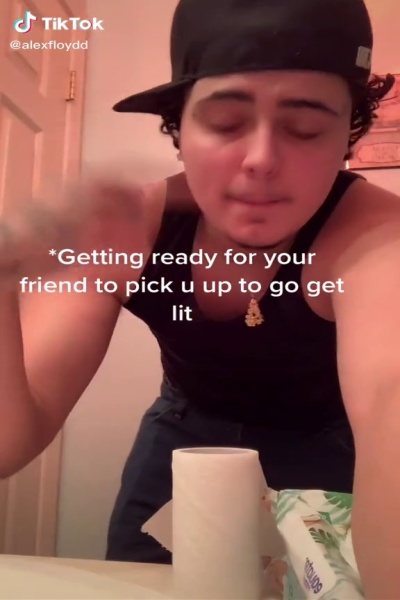 TikTok
@alexfloydd
*Getting ready for your
friend to pick u up to go get
lit